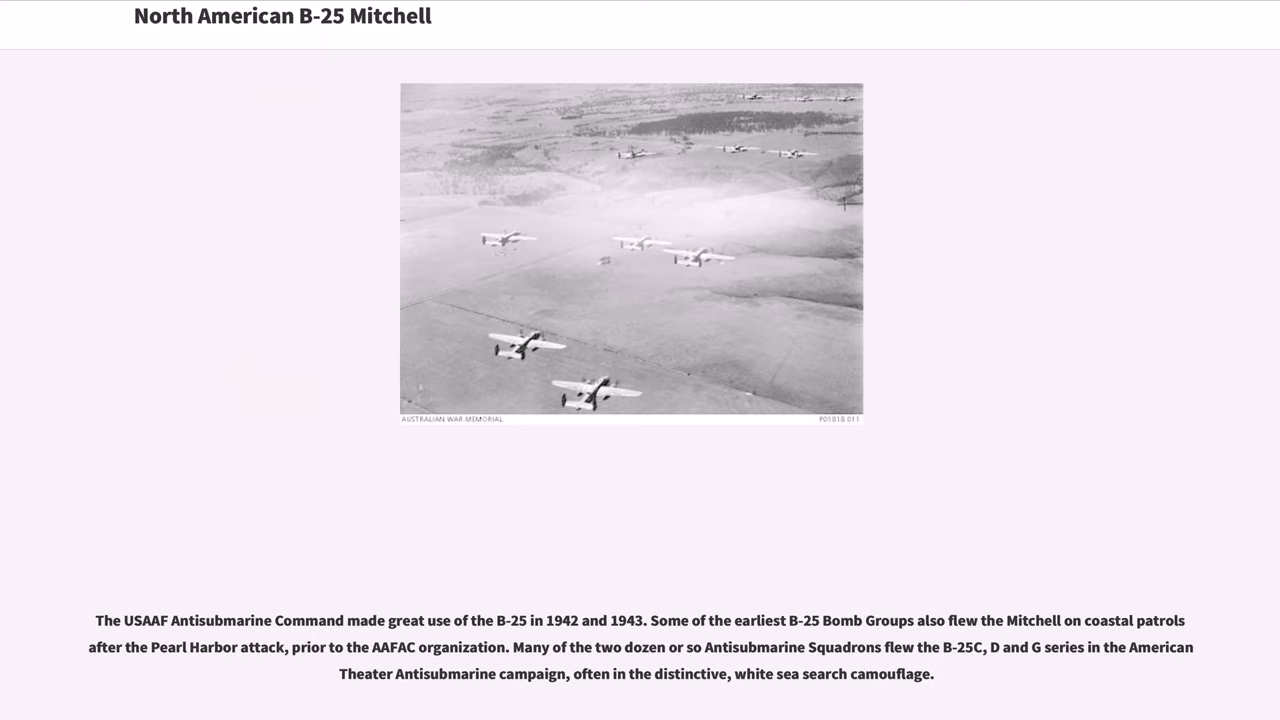 North American B-25 Mitchell
AUSTRALIAN WAR MEMORIAL P01818.011
The USAAF Antisubmarine Command made great use of the B-25 in 1942 and 1943. Some of the earliest B-25 Bomb Groups also flew the Mitchell on coastal patrols
after the Pearl Harbor attack, prior to the AAFAC organization. Many of the two dozen or so Antisubmarine Squadrons flew the B-25C, D and G series in the American
Theater Antisubmarine campaign, often in the distinctive, white sea search camouflage.